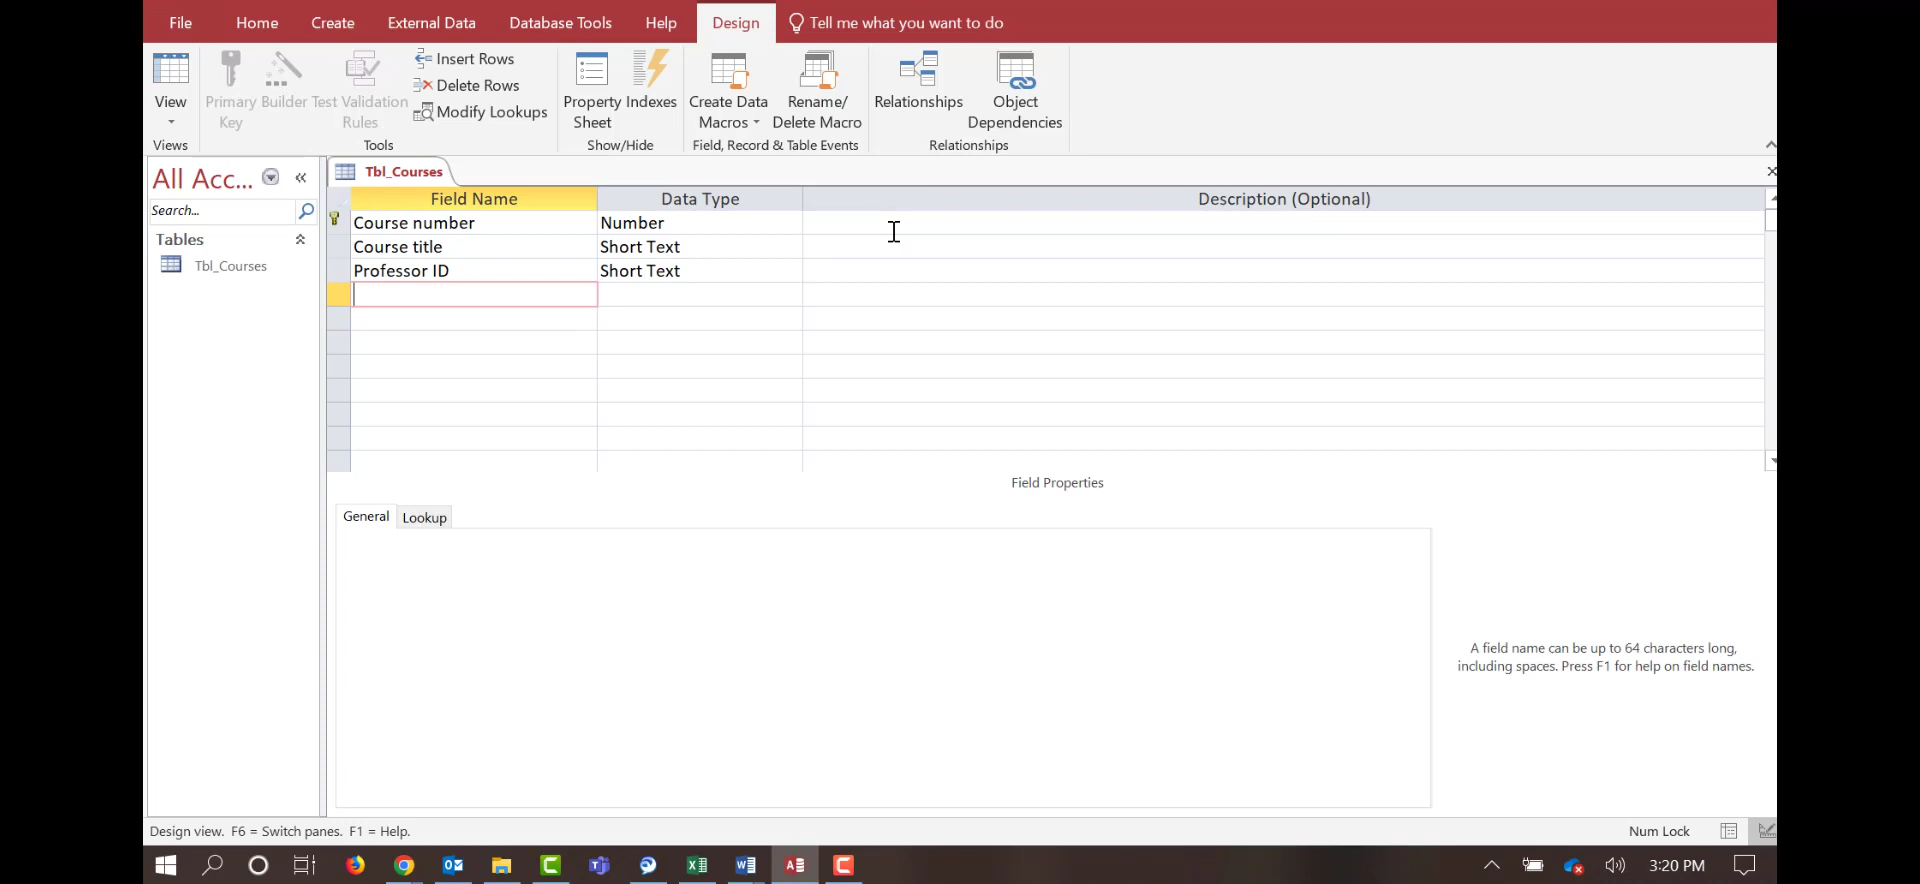 File Home Create External Data Database Tools Help Design Tell me what you want to do
View
Primary Key
Builder
Test Validation Rules
Insert Rows
Delete Rows
Modify Lookups
Property Sheet
Indexes
Create Data Macros
Rename/ Delete Macro
Relationships
Object Dependencies
Views Tools Show/Hide Field, Record & Table Events Relationships
All Acc...
Search...
Tables
Tbl_Courses
Tbl_Courses
Field Name Data Type Description (Optional)
Course number Number
Course title Short Text
Professor ID Short Text
Field Properties
General Lookup
A field name can be up to 64 characters long,
including spaces. Press F1 for help on field names.
Design view. F6 = Switch panes. F1 = Help.
Num Lock
3:20 PM